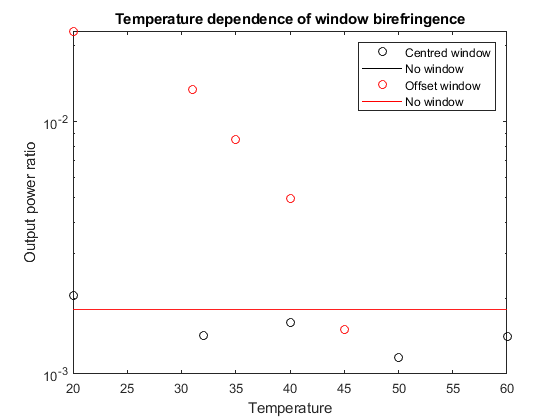 Temperature dependence of window birefringence
Centred window
No window
Offset window
No window
10-2
10-3
Output power ratio
20 25 30 35 40 45 50 55 60
Temperature